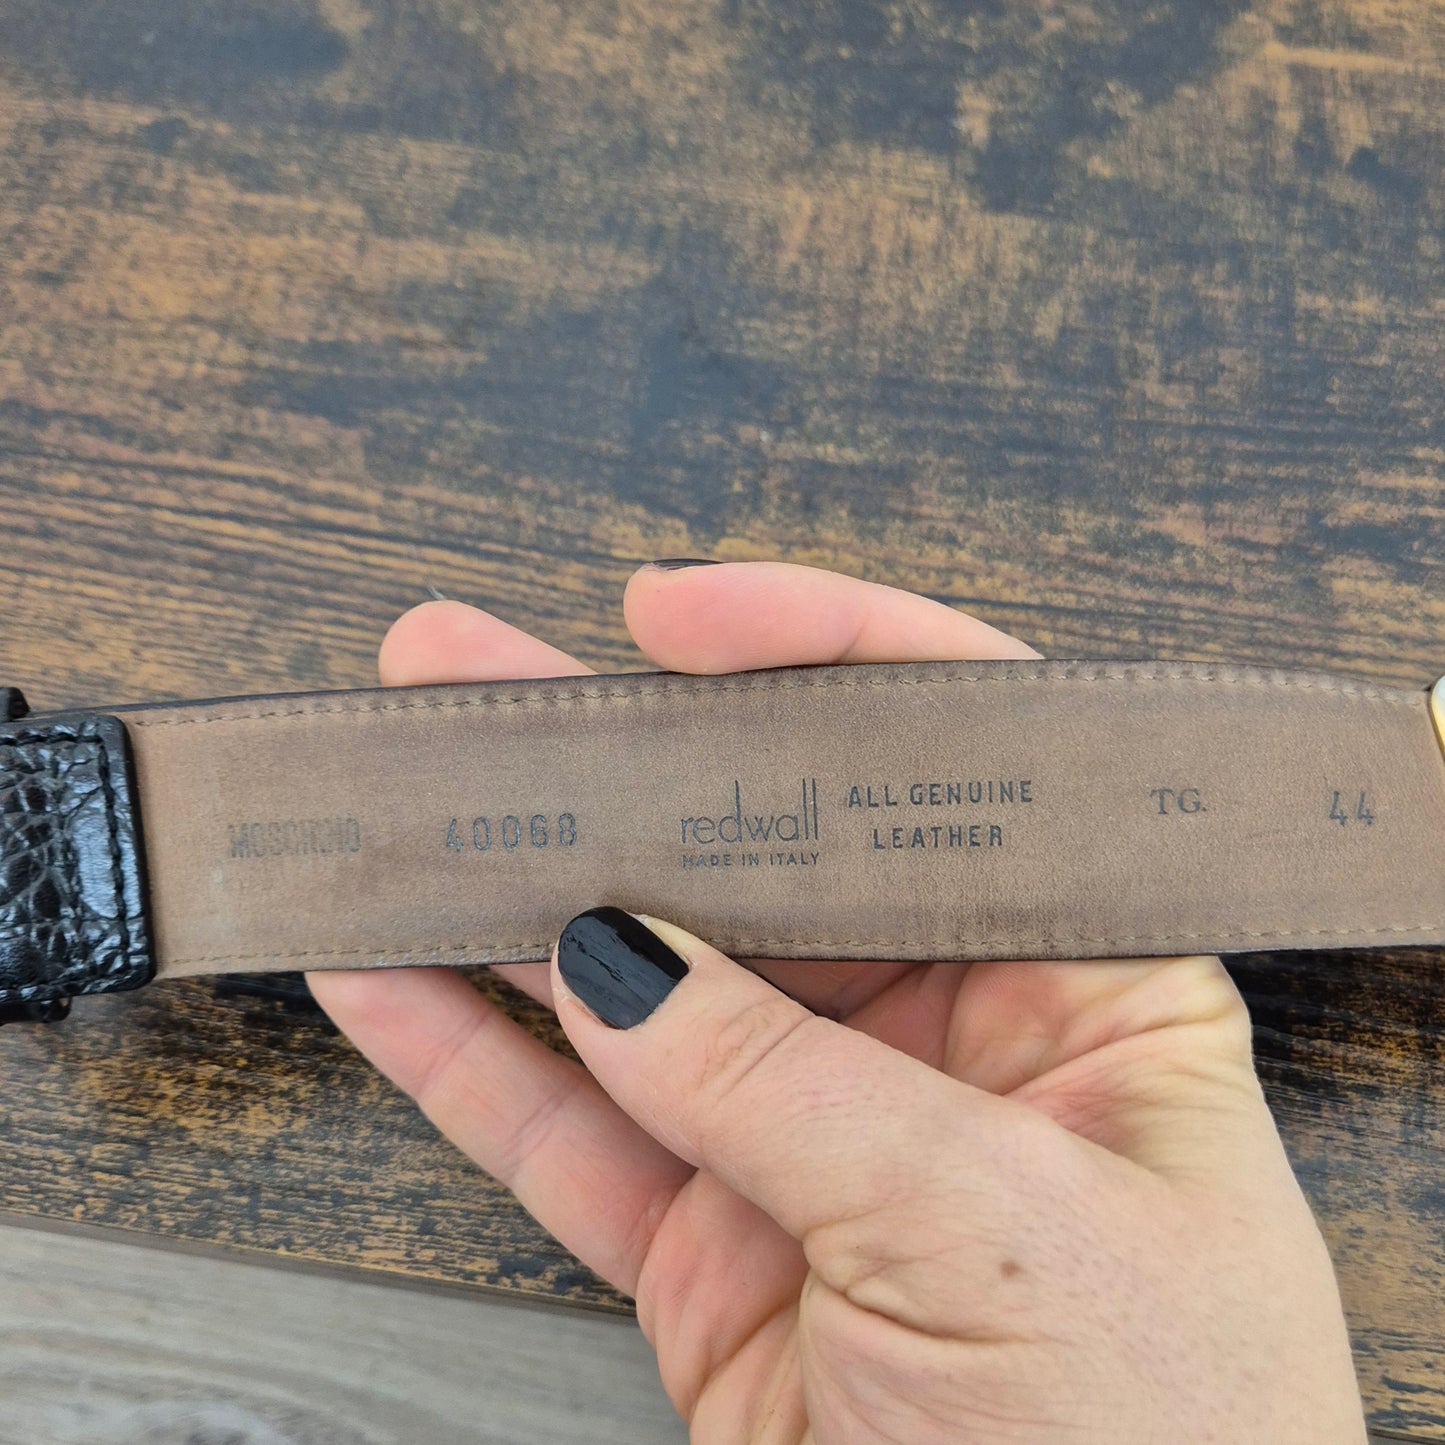 MOSCHINO 40068 redwall ALL GENUINE TG. 44
MADE IN ITALY LEATHER